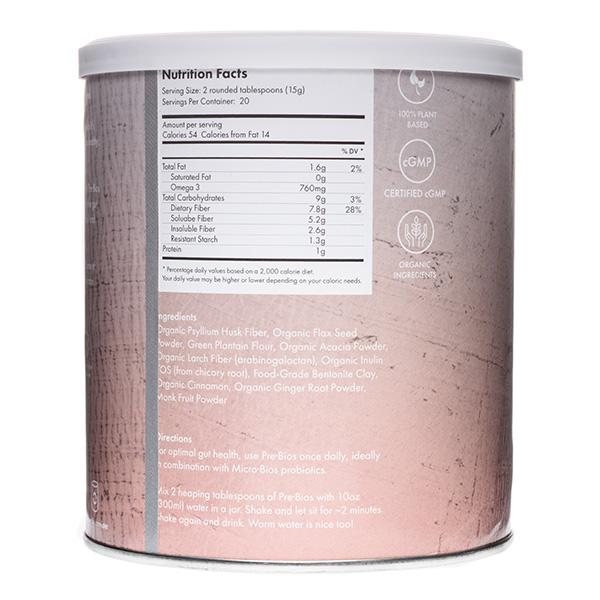 Nutrition Facts
Serving Size: 2 rounded tablespoons (15g)
Servings Per Container: 20
Amount per serving
Calories 54 Calories from Fat 14
% DV *
Total Fat 1.6g 2%
Saturated Fat 0g
Omega 3 760mg
Total Carbohydrates 9g 3%
Dietary Fiber 7.8g 28%
Soluabe Fiber 5.2g
Insluable Fiber 2.6g
Resistant Starch 1.3g
Protein 1g
* Percentage daily values based on a 2,000 calorie diet.
Your daily value may be higher or lower depending on your caloric needs.
100% PLANT
BASED
cGMP
CERTIFIED cGMP
ORGANIC
INGREDIENTS
ngredients
Organic Psyllium Husk Fiber, Organic Flax Seed
owder, Green Plantain Flour, Organic Acacia Powder,
Organic Larch Fiber (arabinogalactan), Organic Inulin
OS (from chicory root), Food-Grade Bentonite Clay,
Organic Cinnamon, Organic Ginger Root Powder,
Monk Fruit Powder
Directions
or optimal gut health, use Pre-Bios once daily, ideally
n combination with Micro-Bios probiotics.
Mix 2 heaping tablespoons of Pre-Bios with 10oz
(300ml) water in a jar. Shake and let sit for ~2 minutes.
Shake again and drink. Warm water is nice too!